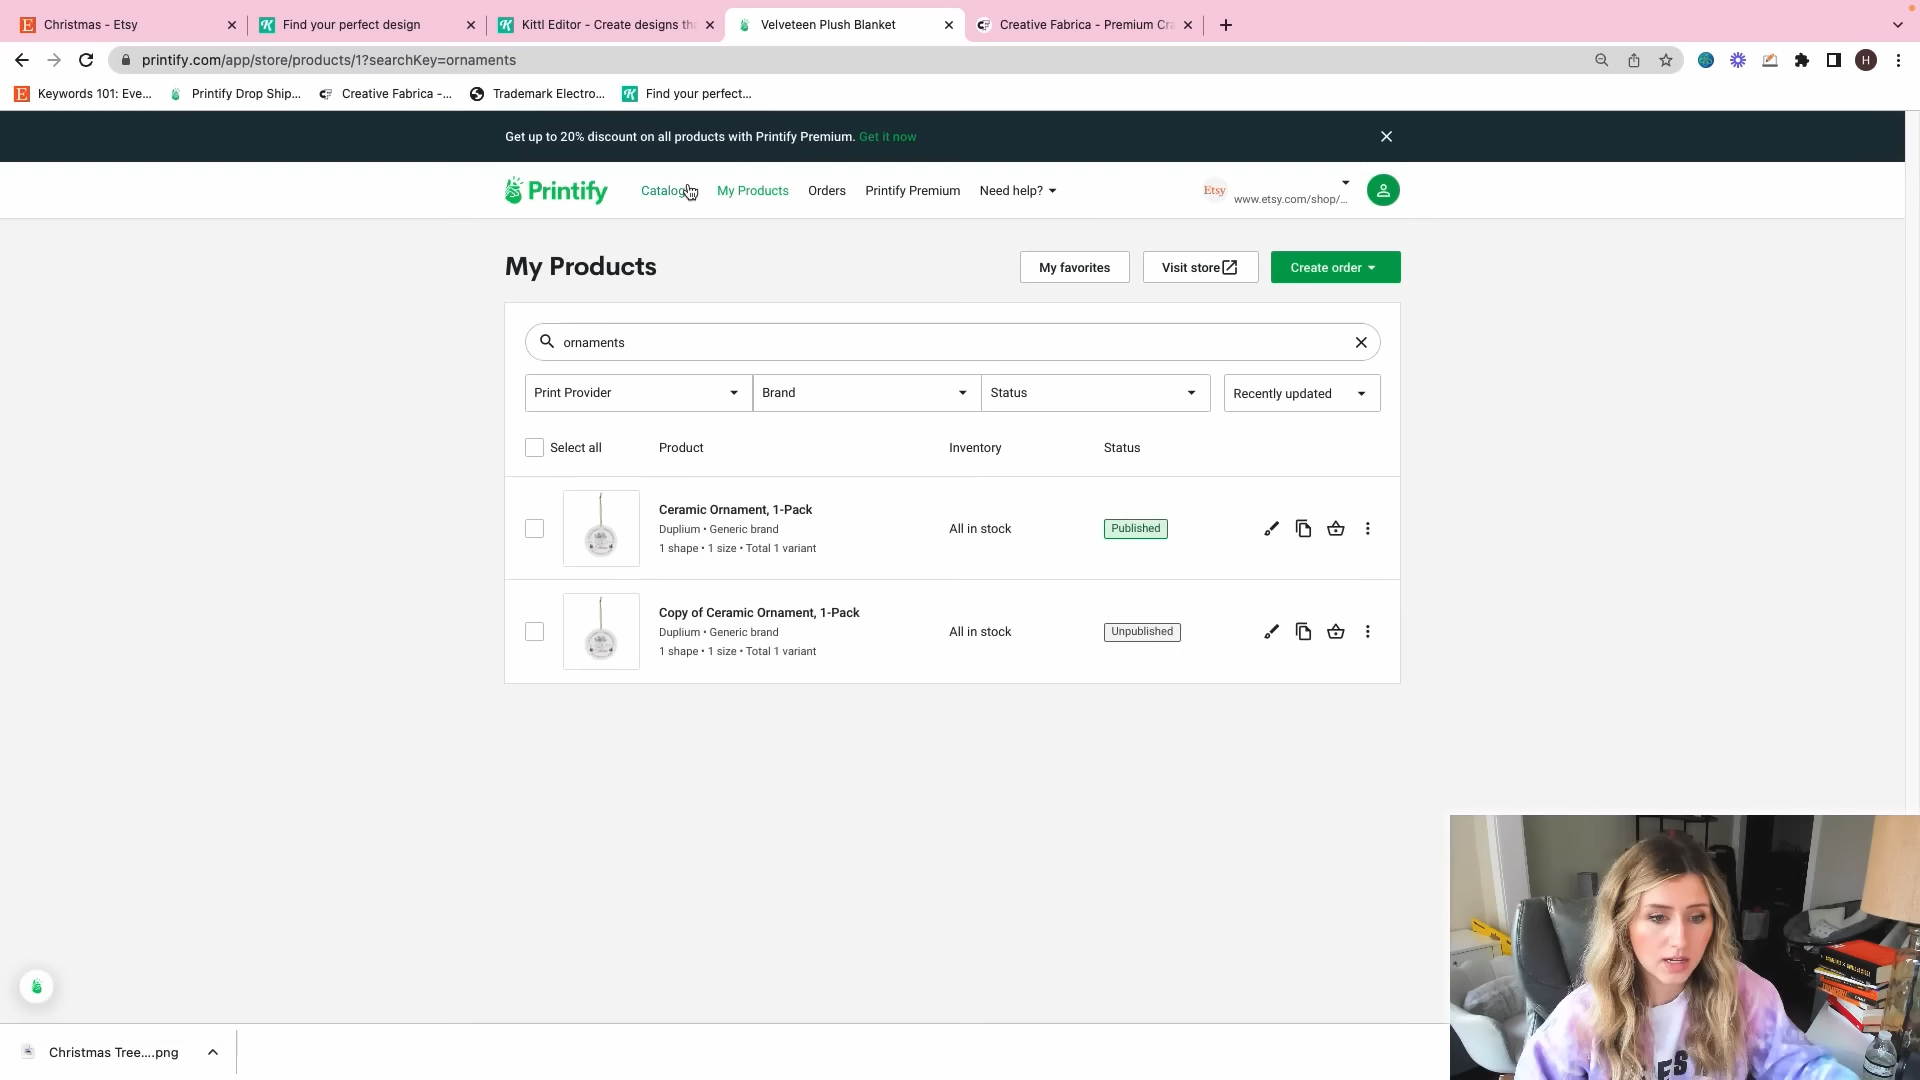 Christmas - Etsy
Find your perfect design
Kittl Editor - Create designs th
Velveteen Plush Blanket
Creative Fabrica - Premium Cra
printify.com/app/store/products/1?searchKey=ornaments
H
Keywords 101: Eve...
Printify Drop Ship...
Creative Fabrica -...
Trademark Electro...
Find your perfect...
Get up to 20% discount on all products with Printify Premium. Get it now
Printify
Catalog
My Products
Orders
Printify Premium
Need help?
Etsy
www.etsy.com/shop/...
My Products
My favorites
Visit store
Create order
ornaments
Print Provider
Brand
Status
Recently updated
Select all
Product
Inventory
Status
Ceramic Ornament, 1-Pack
Duplium • Generic brand
1 shape • 1 size • Total 1 variant
All in stock
Published
Copy of Ceramic Ornament, 1-Pack
Duplium • Generic brand
1 shape • 1 size • Total 1 variant
All in stock
Unpublished
Christmas Tree....png